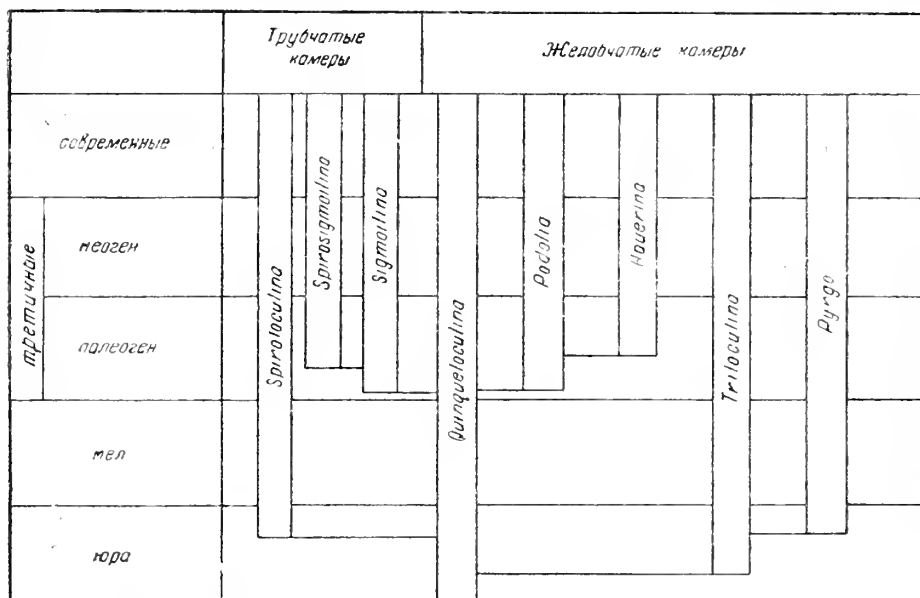 Трубчатые
камеры
Желобчатые камеры
современные
третичные
неоген
палеоген
мел
юра
Spiroloculina
Spirosigmoilina
Sigmoilina
Quinqueloculina
Podolia
Hauerina
Triloculina
Pyrgo